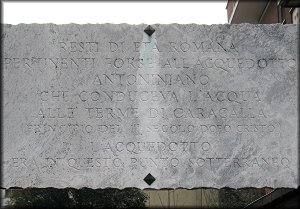 RESTI DI ETÀ ROMANA
PERTINENTI FORSE ALL'ACQUEDOTTO
ANTONINIANO
CHE CONDUCEVA L'ACQUA
ALLE TERME DI CARACALLA
(PRINCIPIO DEL III SECOLO DOPO CRISTO)
L'ACQUEDOTTO
ERA DI QUESTO PUNTO SOTTERRANEO